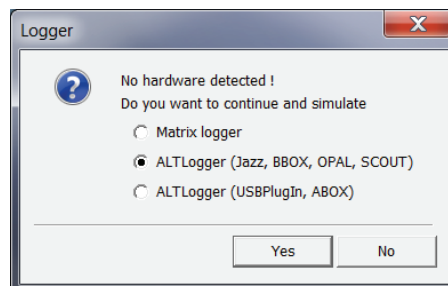 Logger
No hardware detected !
Do you want to continue and simulate
Matrix logger
ALTLogger (Jazz, BBOX, OPAL, SCOUT)
ALTLogger (USBPlugIn, ABOX)
Yes
No